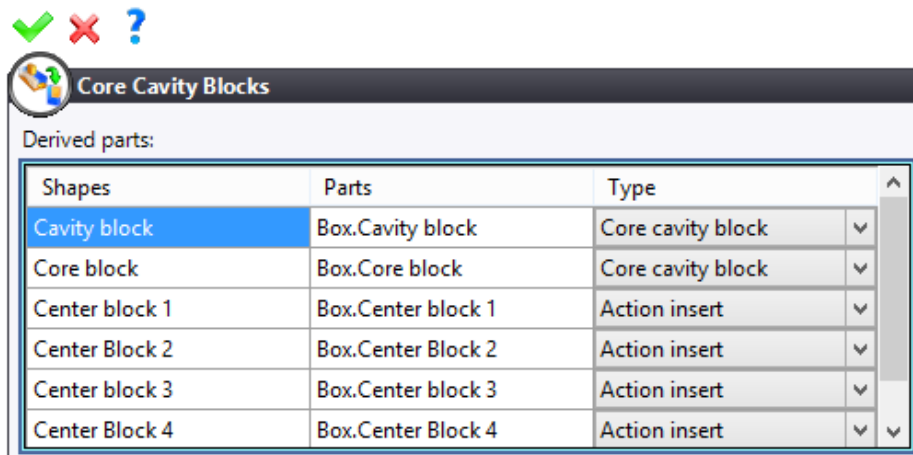 Core Cavity Blocks
Derived parts:
Shapes Parts Type
Cavity block Box.Cavity block Core cavity block
Core block Box.Core block Core cavity block
Center block 1 Box.Center block 1 Action insert
Center Block 2 Box.Center Block 2 Action insert
Center block 3 Box.Center block 3 Action insert
Center Block 4 Box.Center Block 4 Action insert